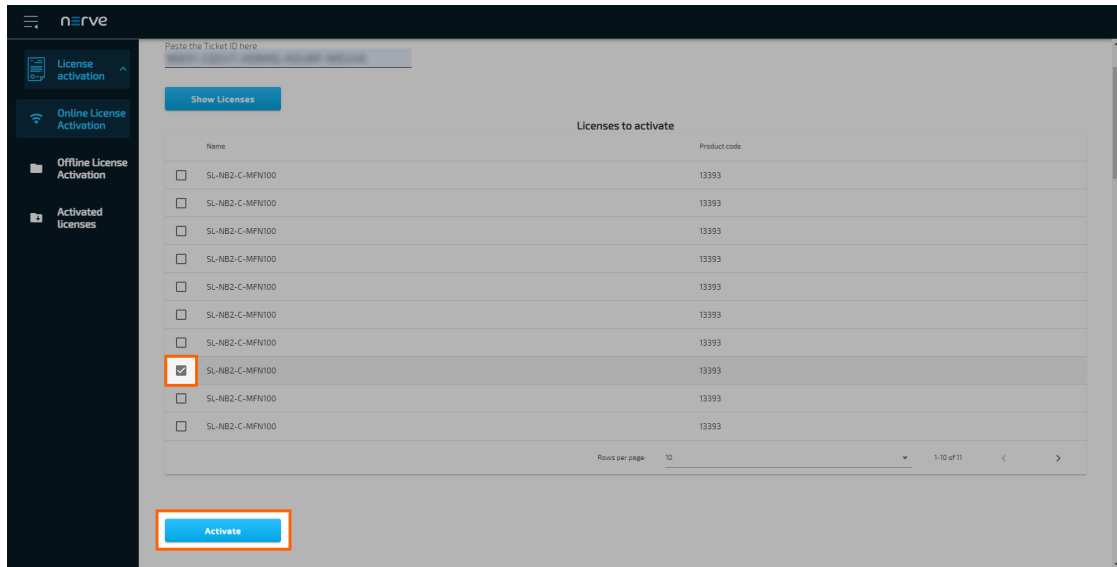 nerve
License
activation
Online License
Activation
Offline License
Activation
Activated
licenses
Paste the Ticket ID here
Show Licenses
Licenses to activate
Name Product code
SL-NB2-C-MFN100 13393
SL-NB2-C-MFN100 13393
SL-NB2-C-MFN100 13393
SL-NB2-C-MFN100 13393
SL-NB2-C-MFN100 13393
SL-NB2-C-MFN100 13393
SL-NB2-C-MFN100 13393
SL-NB2-C-MFN100 13393
SL-NB2-C-MFN100 13393
SL-NB2-C-MFN100 13393
Rows per page: 10 1-10 of 11
Activate